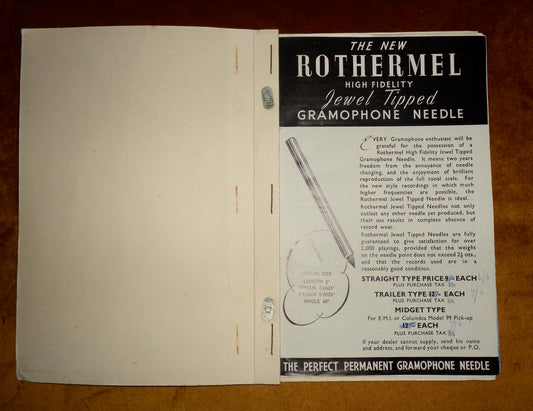 THE NEW
ROTHERMEL
HIGH FIDELITY
Jewel Tipped
GRAMOPHONE NEEDLE
EVERY Gramophone enthusiast will be
grateful for the possession of a
Rothermel High Fidelity Jewel Tipped
Gramophone Needle. It means two years
freedom from the annoyance of needle
changing, and the enjoyment of brilliant
reproduction of the full tonal scale. For
the new style recordings in which much
higher frequencies are possible, the
Rothermel Jewel Tipped Needle is ideal.
Rothermel Jewel Tipped Needles not only
outlast any other needle yet produced, but
their use results in complete absence of
record wear.
Rothermel Jewel Tipped Needles are fully
guaranteed to give satisfaction for over
2,000 playings, provided that the weight
on the needle point does not exceed 2½ ozs.,
and that the records used are in a
reasonably good condition.
ACTUAL SIZE
LENGTH
STYLUS
RADIUS 0.0025"
ANGLE
STRAIGHT TYPE PRICE EACH
PLUS PURCHASE TAX
TRAILER TYPE EACH 7/6
PLUS PURCHASE TAX
MIDGET TYPE
For E.M.I. or Columbia Model 99 Pick-up
EACH
PLUS PURCHASE TAX
If your dealer cannot supply, send his name
and address, and forward your cheque or P.O.
THE PERFECT PERMANENT GRAMOPHONE NEEDLE